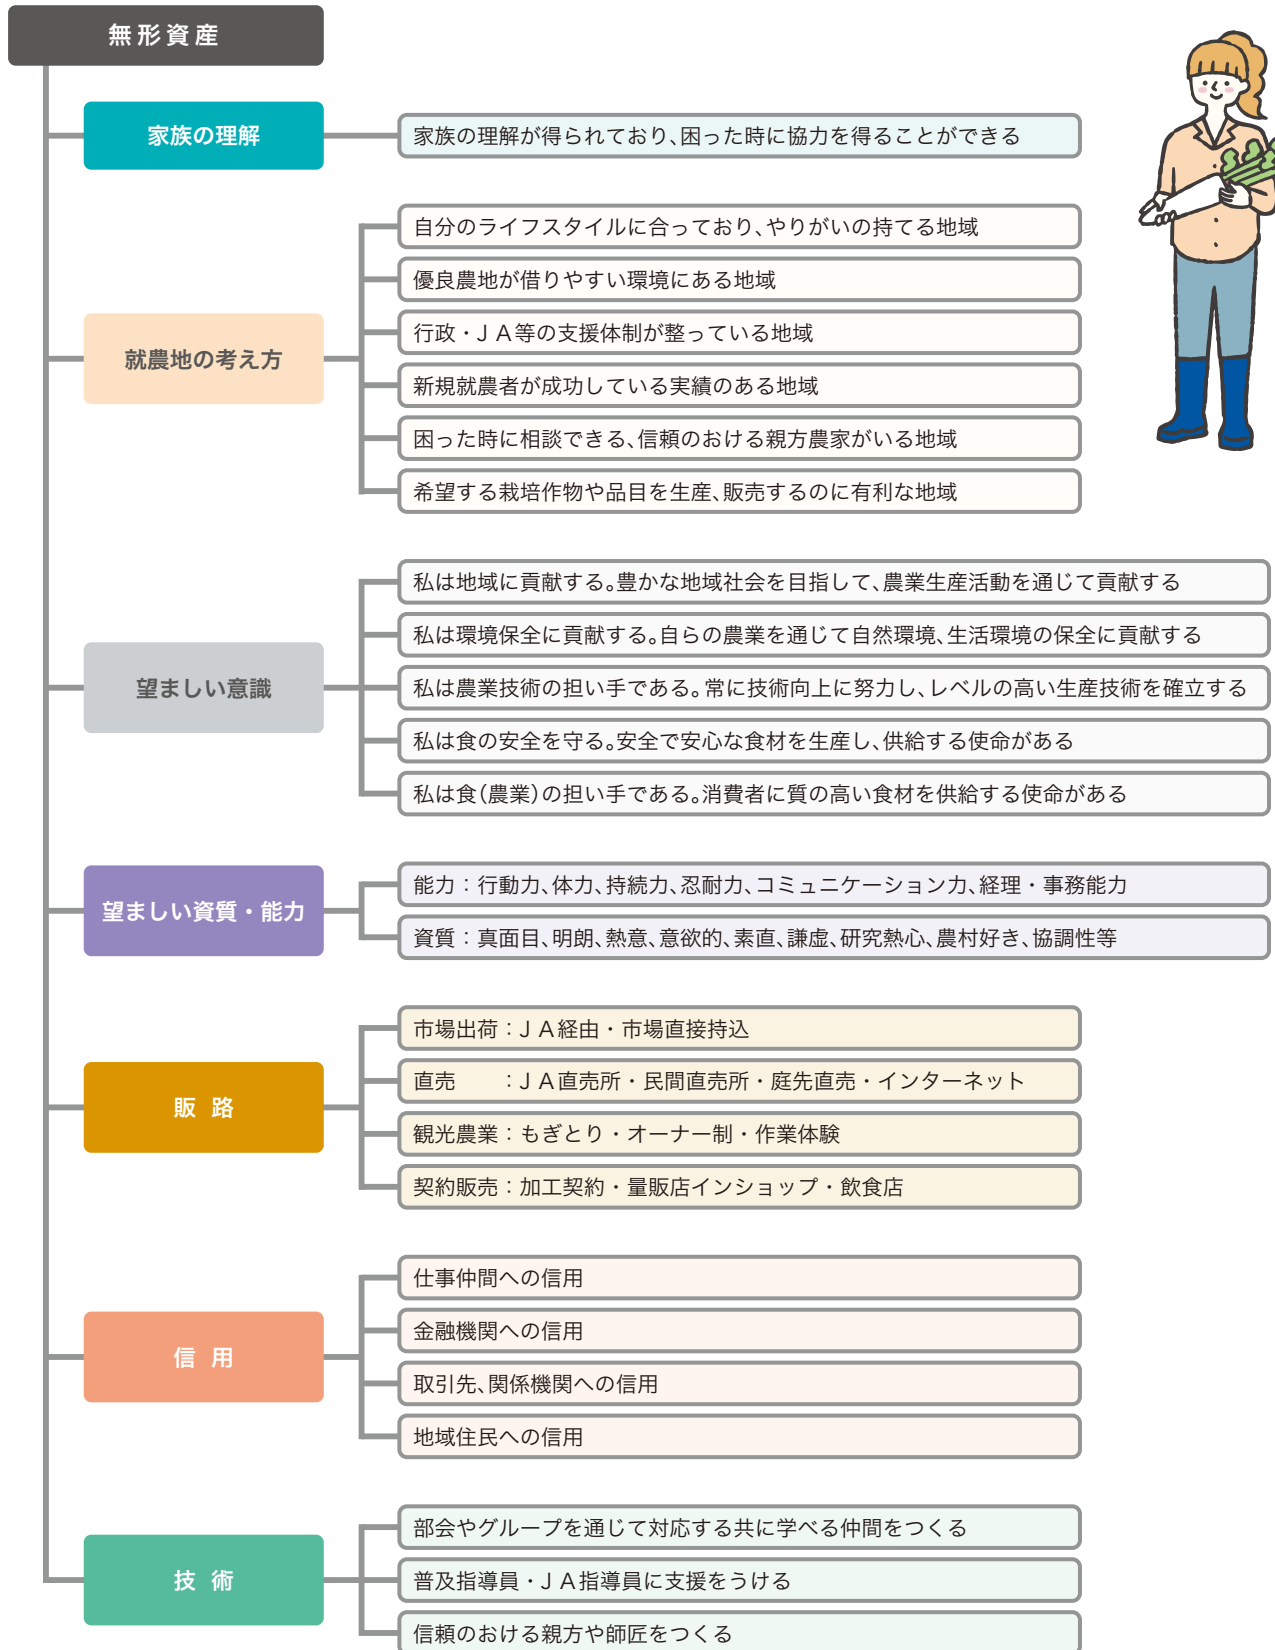 無形資産
家族の理解
家族の理解が得られており、困った時に協力を得ることができる
就農地の考え方
自分のライフスタイルに合っており、やりがいの持てる地域
優良農地が借りやすい環境にある地域
行政・ＪＡ等の支援体制が整っている地域
新規就農者が成功している実績のある地域
困った時に相談できる、信頼のおける親方農家がいる地域
希望する栽培作物や品目を生産、販売するのに有利な地域
望ましい意識
私は地域に貢献する。豊かな地域社会を目指して、農業生産活動を通じて貢献する
私は環境保全に貢献する。自らの農業を通じて自然環境、生活環境の保全に貢献する
私は農業技術の担い手である。常に技術向上に努力し、レベルの高い生産技術を確立する
私は食の安全を守る。安全で安心な食材を生産し、供給する使命がある
私は食（農業）の担い手である。消費者に質の高い食材を供給する使命がある
望ましい資質・能力
能力：行動力、体力、持続力、忍耐力、コミュニケーション力、経理・事務能力
資質：真面目、明朗、熱意、意欲的、素直、謙虚、研究熱心、農村好き、協調性等
販 路
市場出荷：ＪＡ経由・市場直接持込
直売　　：ＪＡ直売所・民間直売所・庭先直売・インターネット
観光農業：もぎとり・オーナー制・作業体験
契約販売：加工契約・量販店インショップ・飲食店
信 用
仕事仲間への信用
金融機関への信用
取引先、関係機関への信用
地域住民への信用
技 術
部会やグループを通じて対応する共に学べる仲間をつくる
普及指導員・ＪＡ指導員に支援をうける
信頼のおける親方や師匠をつくる